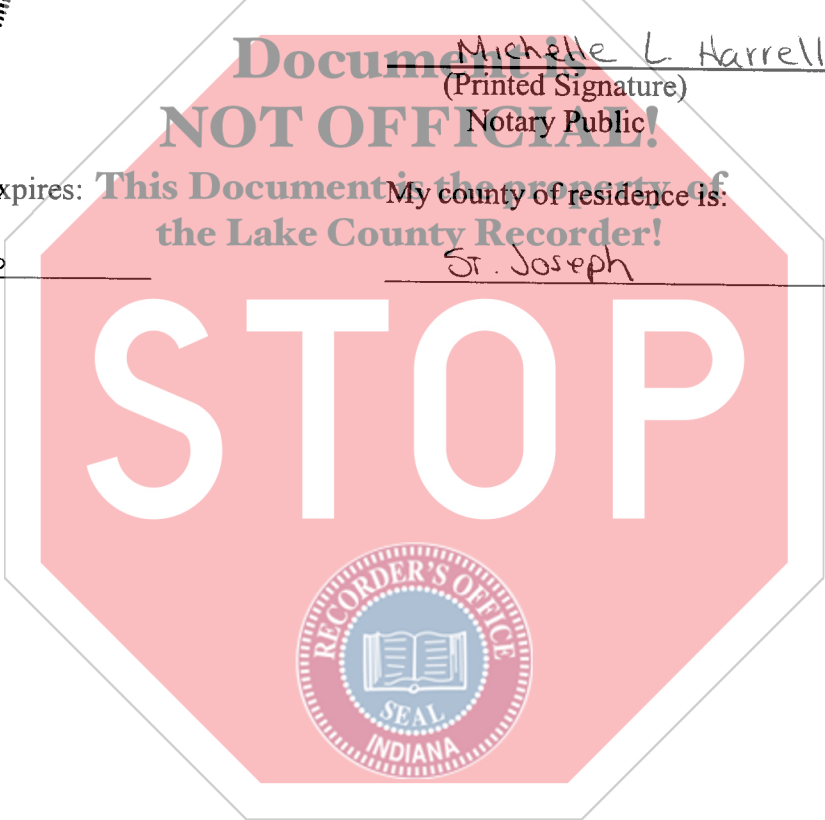 Michelle L. Harrell
Document is
(Printed Signature)
NOT OFFICIAL!
Notary Public
xpires:
This Document is the property of
My county of residence is:
the Lake County Recorder!
St. Joseph
STOP
RECORDER'S OFFICE
SEAL
INDIANA